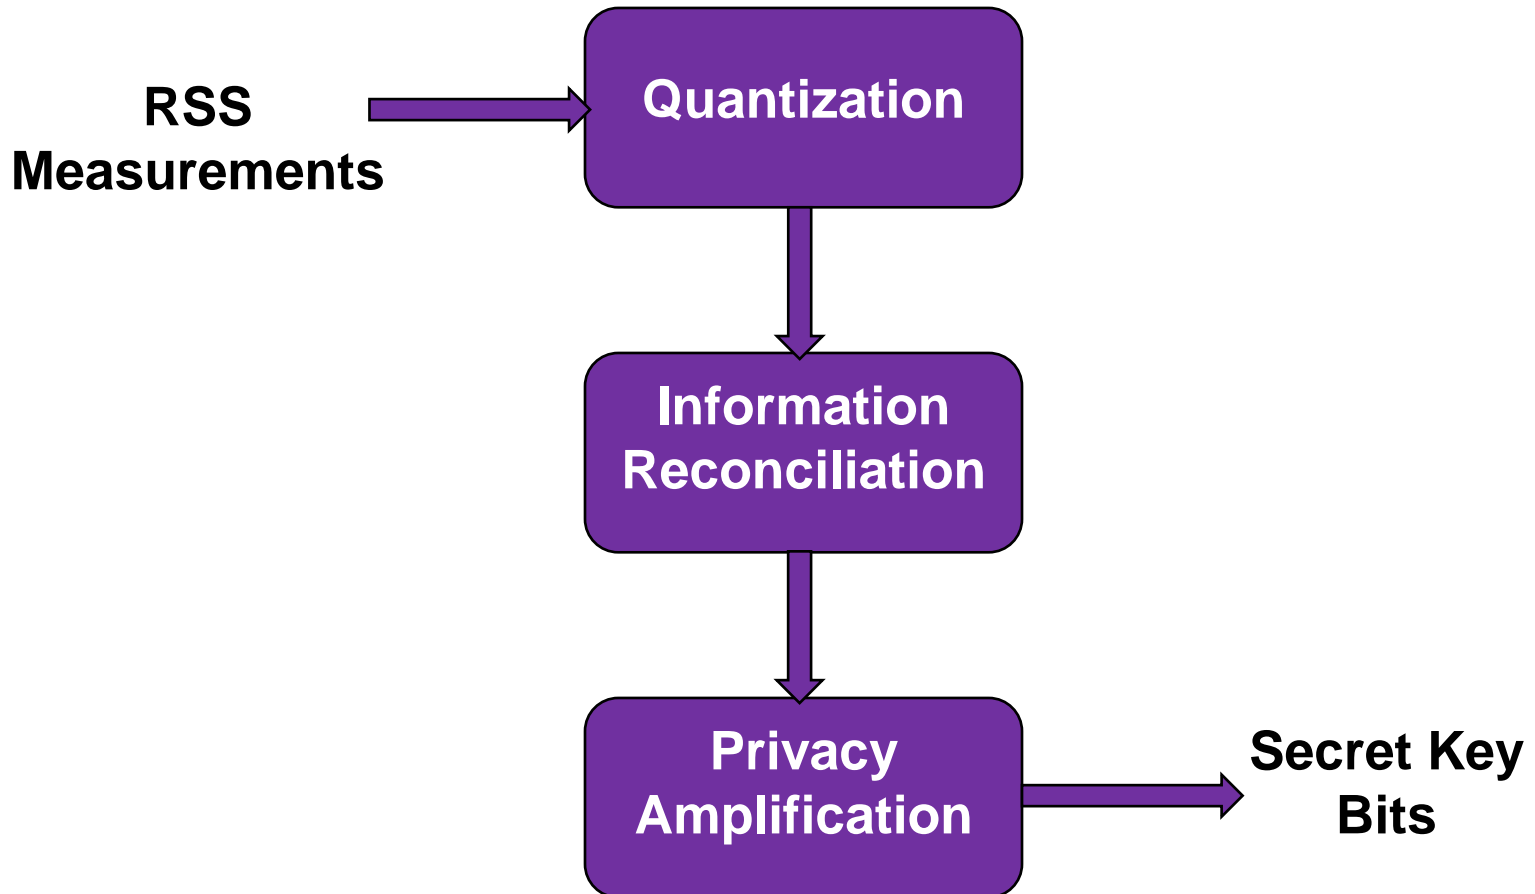 RSS
Measurements
Quantization
Information
Reconciliation
Privacy
Amplification
Secret Key
Bits